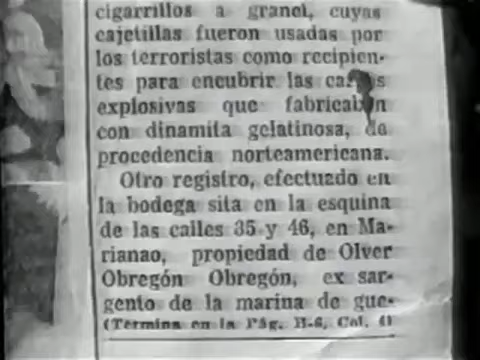 cigarrillos a granel, cuyas
cajetillas fueron usadas por
los terroristas como recipien-
tes para encubrir las
explosivas que fabricaban
con dinamita gelatinosa, de
procedencia norteamericana.
Otro registro, efectuado en
la bodega sita en la esquina
de las calles 35 y 46, en Ma-
rianao, propiedad de Olver
Obregón Obregón, ex sar-
gento de la marina de gue-
(Termina en la Pág. H-6, Col. 4)